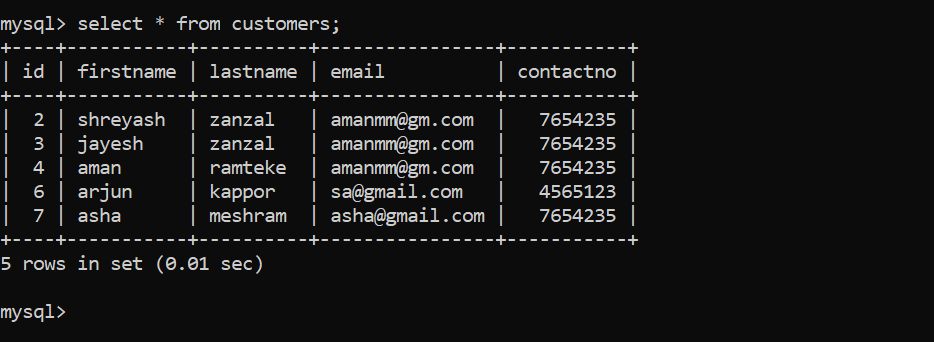 mysql> select * from customers;
+----+-----------+----------+----------------+-----------+
| id | firstname | lastname | email          | contactno |
+----+-----------+----------+----------------+-----------+
|  2 | shreyash  | zanzal   | amanmm@gm.com  |   7654235 |
|  3 | jayesh    | zanzal   | amanmm@gm.com  |   7654235 |
|  4 | aman      | ramteke  | amanmm@gm.com  |   7654235 |
|  6 | arjun     | kappor   | sa@gmail.com   |   4565123 |
|  7 | asha      | meshram  | asha@gmail.com |   7654235 |
+----+-----------+----------+----------------+-----------+
5 rows in set (0.01 sec)
mysql>